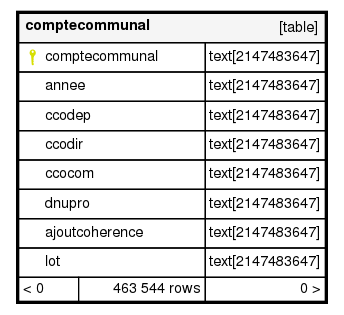 comptecommunal [table]
comptecommunal text[2147483647]
annee text[2147483647]
ccodep text[2147483647]
ccodir text[2147483647]
ccocom text[2147483647]
dnupro text[2147483647]
ajoutcoherence text[2147483647]
lot text[2147483647]
< 0 463 544 rows 0 >